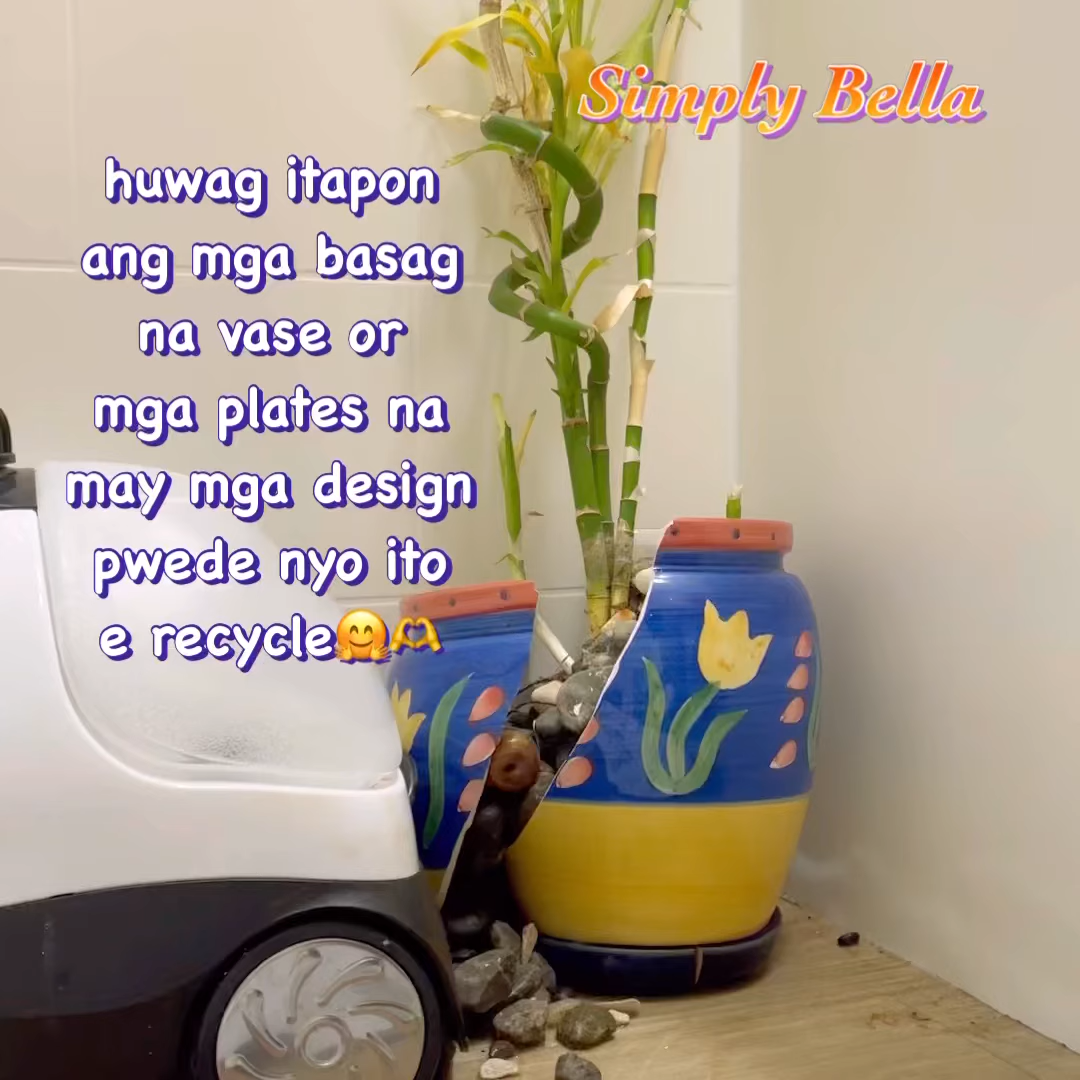 Simply Bella
huwag itapon
ang mga basag
na vase or
mga plates na
may mga design
pwede nyo ito
e recycle🤗🫶